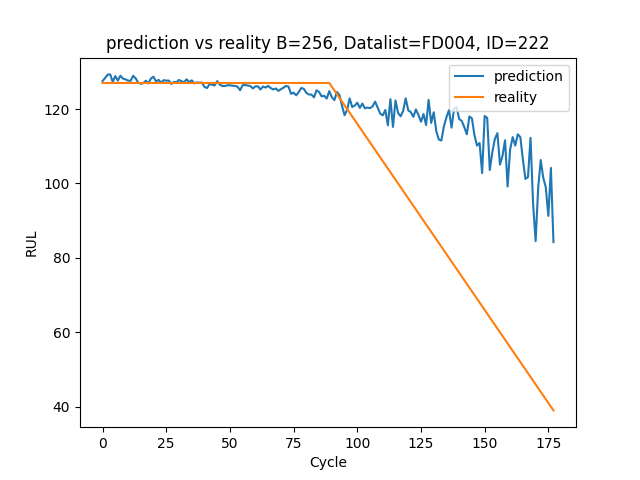 prediction vs reality B=256, Datalist=FD004, ID=222
prediction
reality
RUL
120
100
80
60
40
0 25 50 75 100 125 150 175
Cycle